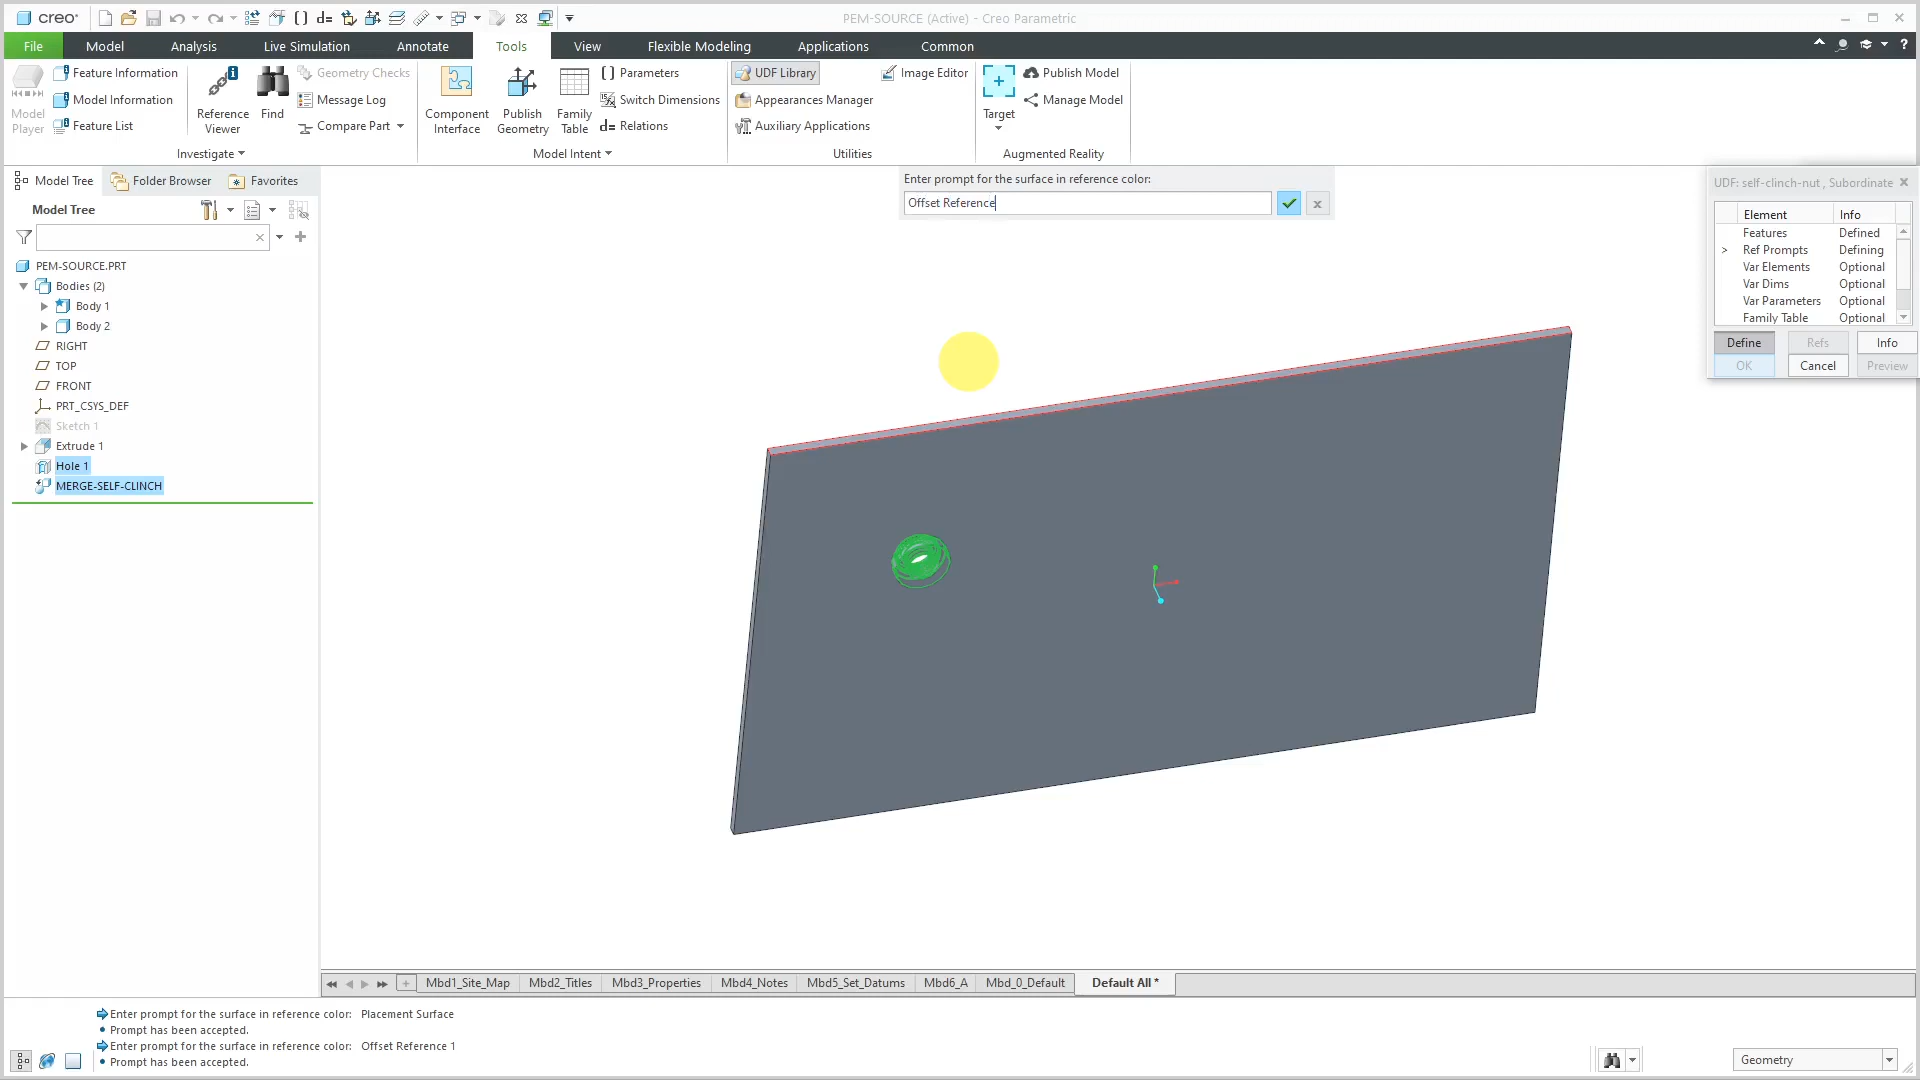 creo®
d=
PEM-SOURCE (Active) - Creo Parametric
File Model Analysis Live Simulation Annotate Tools View Flexible Modeling Applications Common
Model Player
Feature Information
Model Information
Feature List
Reference Viewer
Find
Geometry Checks
Message Log
Compare Part
Investigate
Component Interface
Publish Geometry
Family Table
Parameters
Switch Dimensions
d= Relations
Model Intent
UDF Library
Appearances Manager
Auxiliary Applications
Image Editor
Utilities
Target
Publish Model
Manage Model
Augmented Reality
Model Tree Folder Browser Favorites
Model Tree
PEM-SOURCE.PRT
Bodies (2)
Body 1
Body 2
RIGHT
TOP
FRONT
PRT_CSYS_DEF
Sketch 1
Extrude 1
Hole 1
MERGE-SELF-CLINCH
Enter prompt for the surface in reference color:
Offset Reference
UDF: self-clinch-nut , Subordinate
Element Info
Features Defined
> Ref Prompts Defining
Var Elements Optional
Var Dims Optional
Var Parameters Optional
Family Table Optional
Define Refs Info
OK Cancel Preview
Mbd1_Site_Map Mbd2_Titles Mbd3_Properties Mbd4_Notes Mbd5_Set_Datums Mbd6_A Mbd_0_Default Default All *
Enter prompt for the surface in reference color: Placement Surface
• Prompt has been accepted.
Enter prompt for the surface in reference color: Offset Reference 1
• Prompt has been accepted.
Geometry